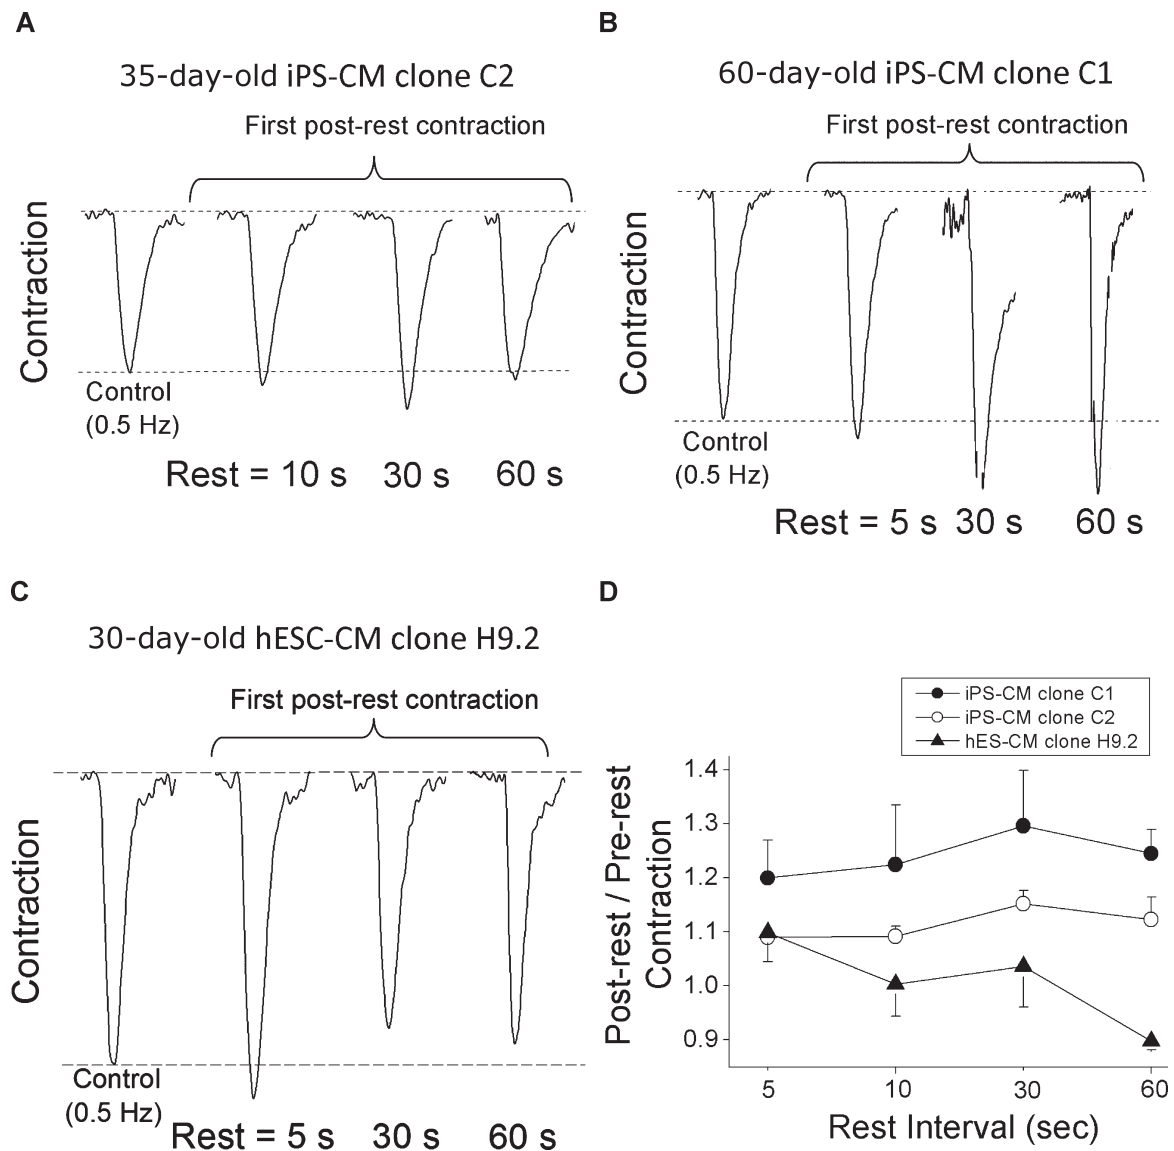 A
35-day-old iPS-CM clone C2
First post-rest contraction
Contraction
Control
(0.5 Hz)
Rest = 10 s 30 s 60 s
B
60-day-old iPS-CM clone C1
First post-rest contraction
Contraction
Control
(0.5 Hz)
Rest = 5 s 30 s 60 s
C
30-day-old hESC-CM clone H9.2
First post-rest contraction
Contraction
Control
(0.5 Hz)
Rest = 5 s 30 s 60 s
D
iPS-CM clone C1
iPS-CM clone C2
hES-CM clone H9.2
Post-rest / Pre-rest
Contraction
1.4
1.3
1.2
1.1
1.0
0.9
5 10 30 60
Rest Interval (sec)